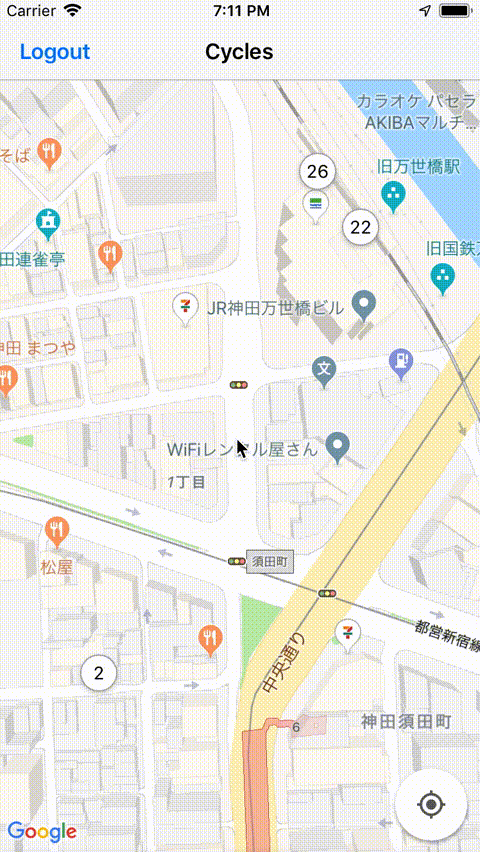 Carrier
7:11 PM
Logout
Cycles
カラオケ パセラ
AKIBAマルチ...
そば
旧万世橋駅
26
22
田連雀亭
旧国鉄万
JR神田万世橋ビル
神田 まつや
文
WiFiレンタル屋さん
1丁目
須田町
松屋
都営新宿線
2
中央通り
6
神田須田町
Google